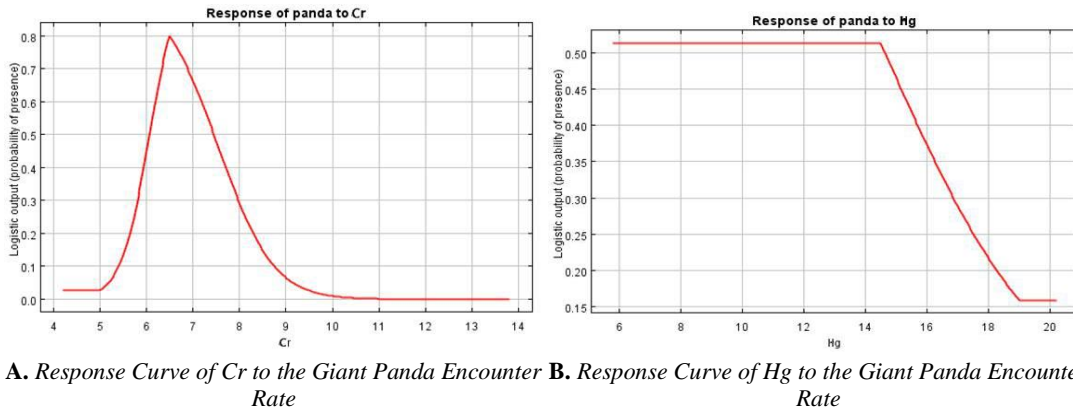 Response of panda to Cr
Logistic output (probability of presence)
0.8
0.7
0.6
0.5
0.4
0.3
0.2
0.1
0.0
4 5 6 7 8 9 10 11 12 13 14
Cr
Response of panda to Hg
Logistic output (probability of presence)
0.50
0.45
0.40
0.35
0.30
0.25
0.20
0.15
6 8 10 12 14 16 18 20
Hg
A. Response Curve of Cr to the Giant Panda Encounter
Rate
B. Response Curve of Hg to the Giant Panda Encounte
Rate